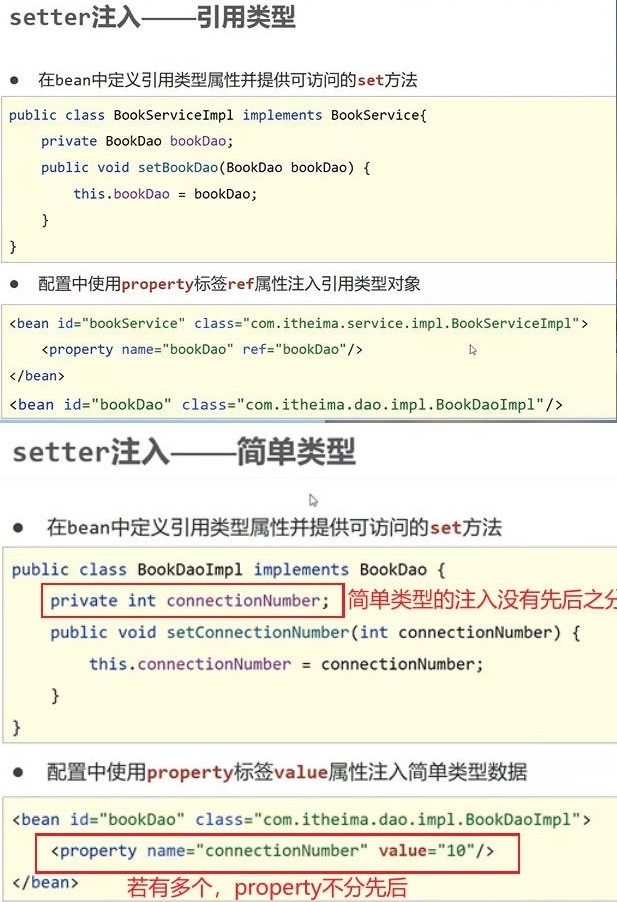 setter注入——引用类型
● 在bean中定义引用类型属性并提供可访问的set方法
public class BookServiceImpl implements BookService{
    private BookDao bookDao;
    public void setBookDao(BookDao bookDao) {
        this.bookDao = bookDao;
    }
}
● 配置中使用property标签ref属性注入引用类型对象
<bean id="bookService" class="com.itheima.service.impl.BookServiceImpl">
    <property name="bookDao" ref="bookDao"/>
</bean>
<bean id="bookDao" class="com.itheima.dao.impl.BookDaoImpl"/>
setter注入——简单类型
● 在bean中定义引用类型属性并提供可访问的set方法
public class BookDaoImpl implements BookDao {
    private int connectionNumber; 简单类型的注入没有先后之分
    public void setConnectionNumber(int connectionNumber) {
        this.connectionNumber = connectionNumber;
    }
}
● 配置中使用property标签value属性注入简单类型数据
<bean id="bookDao" class="com.itheima.dao.impl.BookDaoImpl">
    <property name="connectionNumber" value="10"/>
</bean> 若有多个，property不分先后